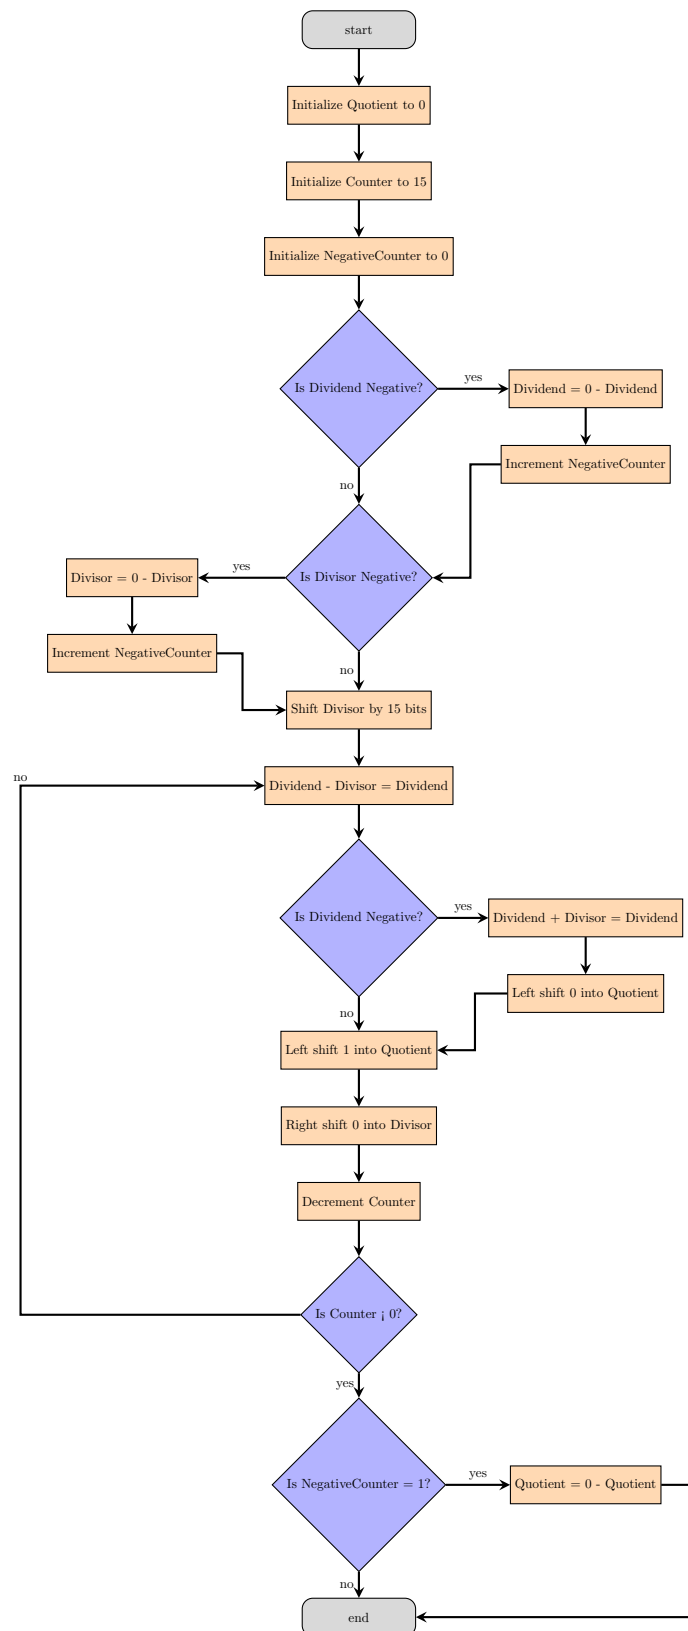 start
Initialize Quotient to 0
Initialize Counter to 15
Initialize NegativeCounter to 0
Is Dividend Negative?
yes
Dividend = 0 - Dividend
Increment NegativeCounter
no
Is Divisor Negative?
yes
Divisor = 0 - Divisor
Increment NegativeCounter
no
Shift Divisor by 15 bits
no
Dividend - Divisor = Dividend
Is Dividend Negative?
yes
Dividend + Divisor = Dividend
Left shift 0 into Quotient
no
Left shift 1 into Quotient
Right shift 0 into Divisor
Decrement Counter
Is Counter ¡ 0?
yes
Is NegativeCounter = 1?
yes
Quotient = 0 - Quotient
no
end